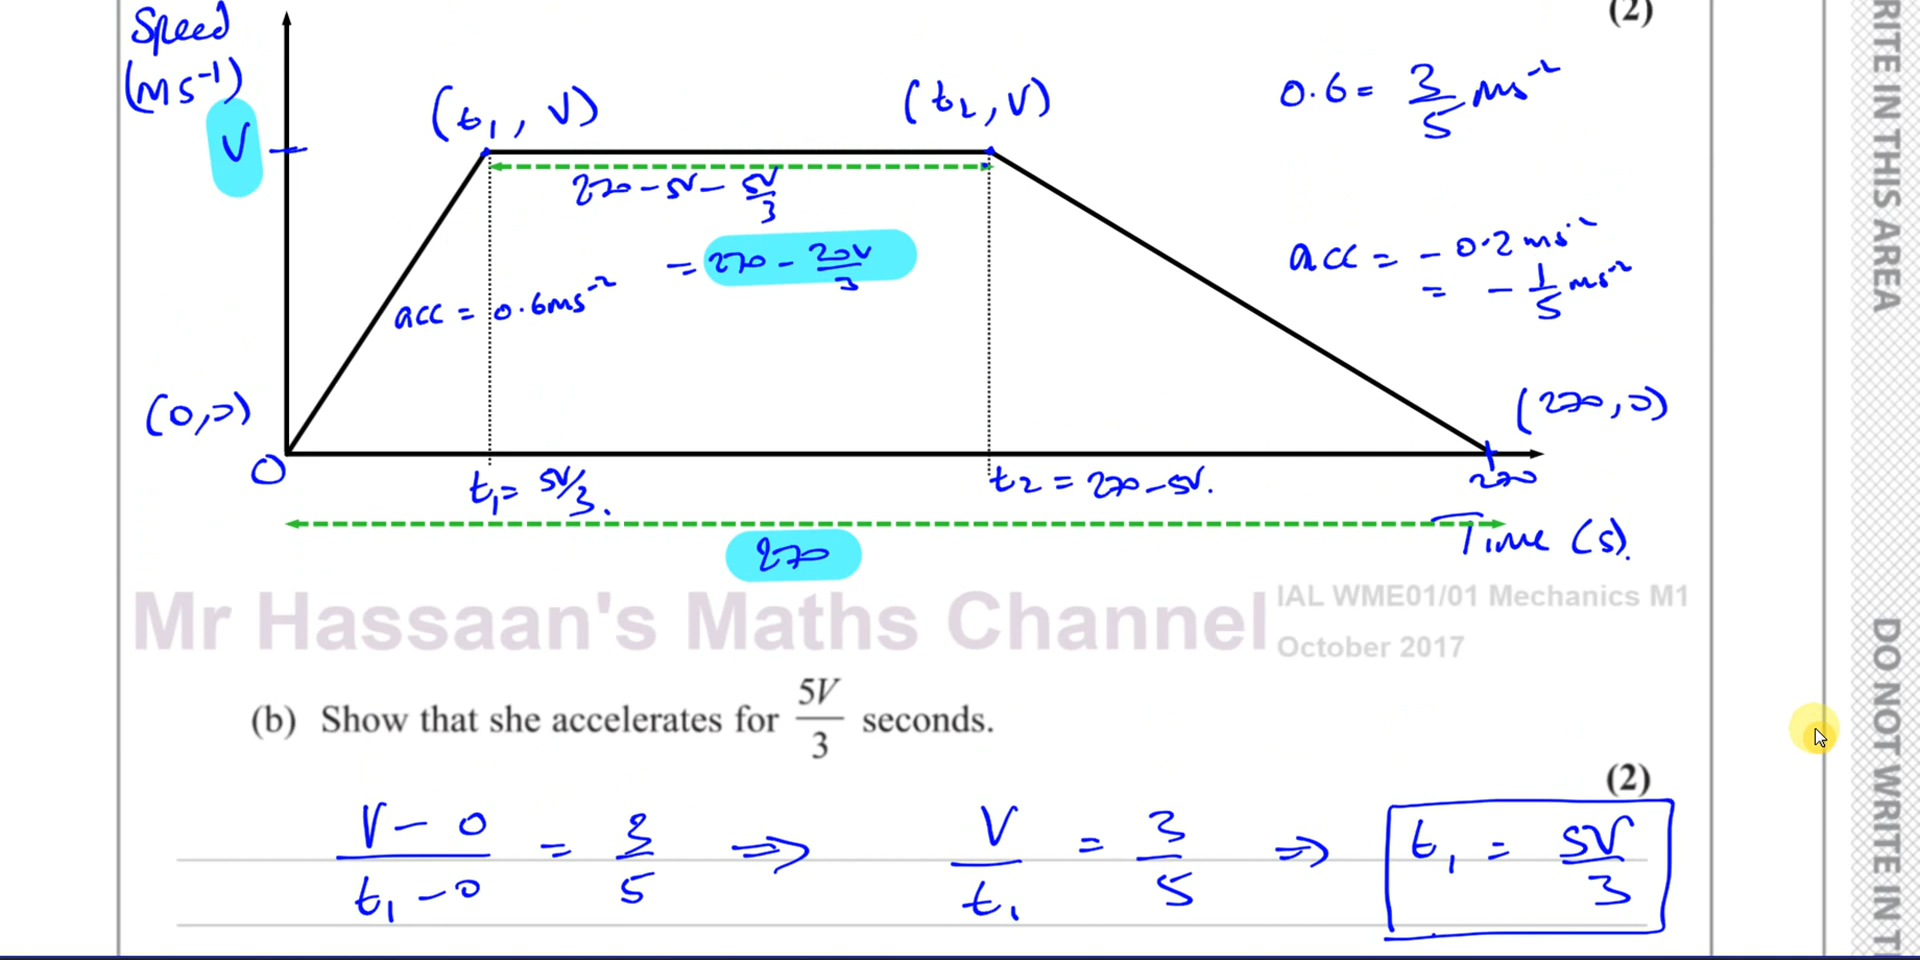 (2)
Speed
(ms⁻¹)
V
(t₁, V)
(t₂, V)
0.6 = 3/5 ms⁻²
270 - 5V - 5V/3
= 270 - 20V/3
acc = 0.6ms⁻²
acc = -0.2ms⁻²
= -1/5 ms⁻²
(0,0)
(270,0)
O
t₁ = 5V/3.
t₂ = 270-5V.
270
270
Time (s).
Mr Hassaan's Maths Channel
IAL WME01/01 Mechanics M1
October 2017
(b) Show that she accelerates for 5V/3 seconds.
(2)
V-0/t₁-0 = 3/5 ⇒ V/t₁ = 3/5 ⇒ t₁ = 5V/3
RITE IN THIS AREA
DO NOT WRITE IN T